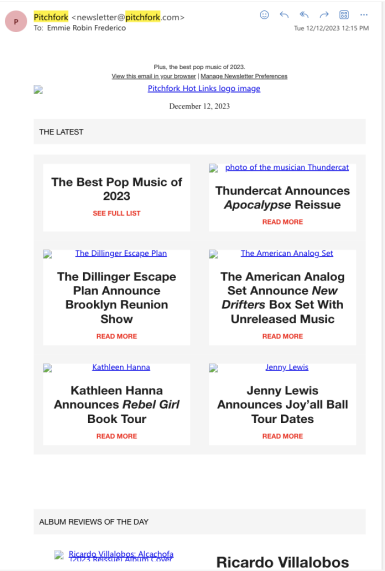 P
Pitchfork <newsletter@pitchfork.com>
To: Emmie Robin Frederico
Tue 12/12/2023 12:15 PM
Plus, the best pop music of 2023.
View this email in your browser | Manage Newsletter Preferences
Pitchfork Hot Links logo image
December 12, 2023
THE LATEST
The Best Pop Music of
2023
SEE FULL LIST
photo of the musician Thundercat
Thundercat Announces
Apocalypse Reissue
READ MORE
The Dillinger Escape Plan
The Dillinger Escape
Plan Announce
Brooklyn Reunion
Show
READ MORE
The American Analog Set
The American Analog
Set Announce New
Drifters Box Set With
Unreleased Music
READ MORE
Kathleen Hanna
Kathleen Hanna
Announces Rebel Girl
Book Tour
READ MORE
Jenny Lewis
Jenny Lewis
Announces Joy'all Ball
Tour Dates
READ MORE
ALBUM REVIEWS OF THE DAY
Ricardo Villalobos: Alcachofa
[2023 Reissue] Album Cover
Ricardo Villalobos